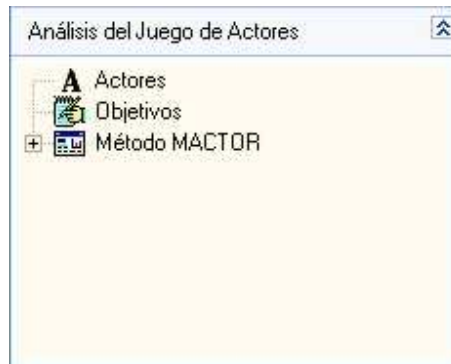 Análisis del Juego de Actores
A Actores
Objetivos
Método MACTOR